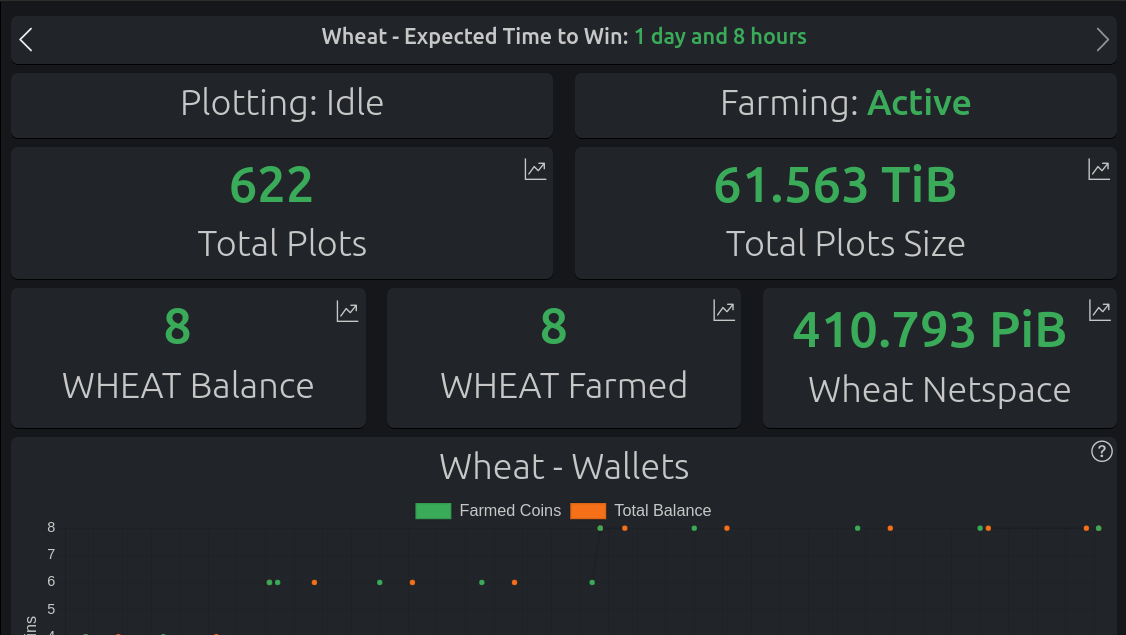 Wheat - Expected Time to Win: 1 day and 8 hours
Plotting: Idle
Farming: Active
622
Total Plots
61.563 TiB
Total Plots Size
8
WHEAT Balance
8
WHEAT Farmed
410.793 PiB
Wheat Netspace
Wheat - Wallets
?
Farmed Coins
Total Balance
8
7
6
5